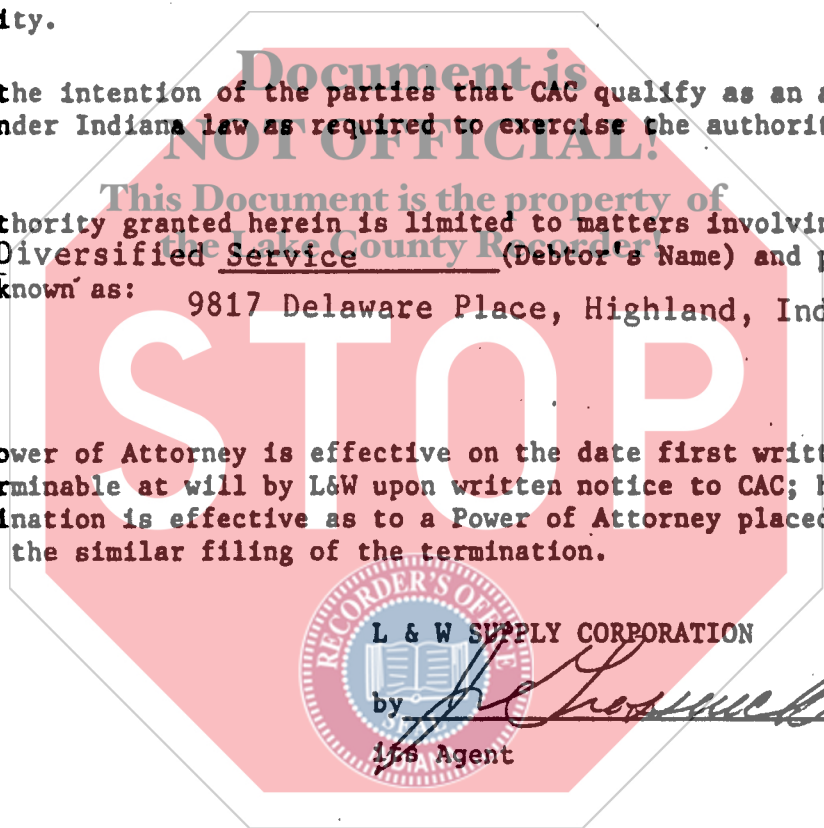 ity.
Document is
the intention of the parties that CAC qualify as an a
nder Indiana law as required to exercise the authorit
NOT OFFICIAL!
This Document is the property of
thority granted herein is limited to matters involvin
the Lake County Recorder!
Diversified Service (Debtor's Name) and p
known as:
9817 Delaware Place, Highland, Ind
STOP
ower of Attorney is effective on the date first writt
rminable at will by L&W upon written notice to CAC; h
ination is effective as to a Power of Attorney placed
the similar filing of the termination.
RECORDER'S OFFICE
L & W SUPPLY CORPORATION
by
SEAL
its Agent
INDIANA